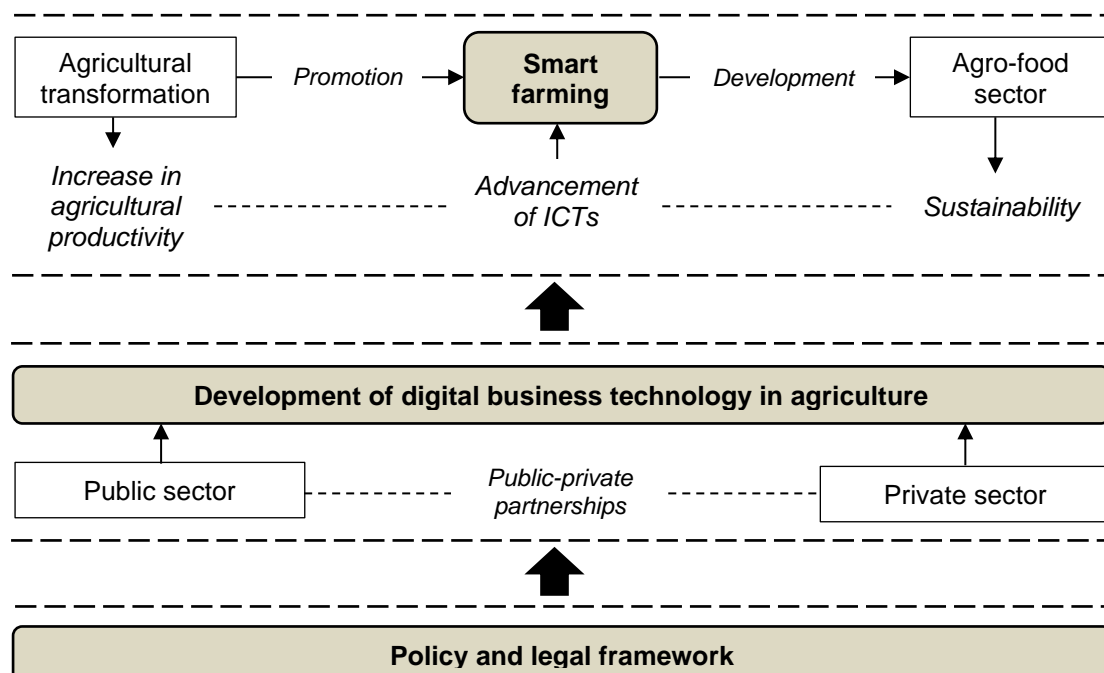 Agricultural
transformation
Promotion
Smart
farming
Development
Agro-food
sector
Increase in
agricultural
productivity
Advancement
of ICTs
Sustainability
Development of digital business technology in agriculture
Public sector
Public-private
partnerships
Private sector
Policy and legal framework